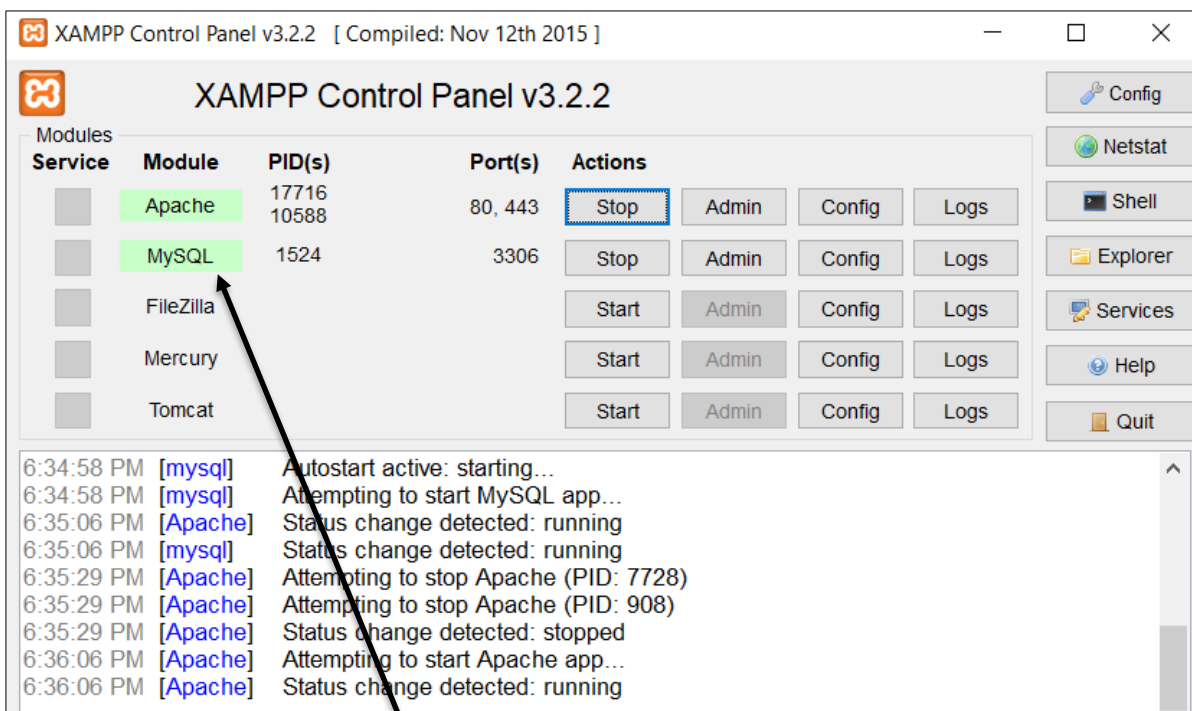 XAMPP Control Panel v3.2.2 [ Compiled: Nov 12th 2015 ]
XAMPP Control Panel v3.2.2
Config
Modules
Netstat
Service Module PID(s) Port(s) Actions
Apache 17716 10588 80, 443 Stop Admin Config Logs
Shell
MySQL 1524 3306 Stop Admin Config Logs
Explorer
FileZilla Start Admin Config Logs
Services
Mercury Start Admin Config Logs
Help
Tomcat Start Admin Config Logs
Quit
6:34:58 PM [mysql] Autostart active: starting...
6:34:58 PM [mysql] Attempting to start MySQL app...
6:35:06 PM [Apache] Status change detected: running
6:35:06 PM [mysql] Status change detected: running
6:35:29 PM [Apache] Attempting to stop Apache (PID: 7728)
6:35:29 PM [Apache] Attempting to stop Apache (PID: 908)
6:35:29 PM [Apache] Status change detected: stopped
6:36:06 PM [Apache] Attempting to start Apache app...
6:36:06 PM [Apache] Status change detected: running